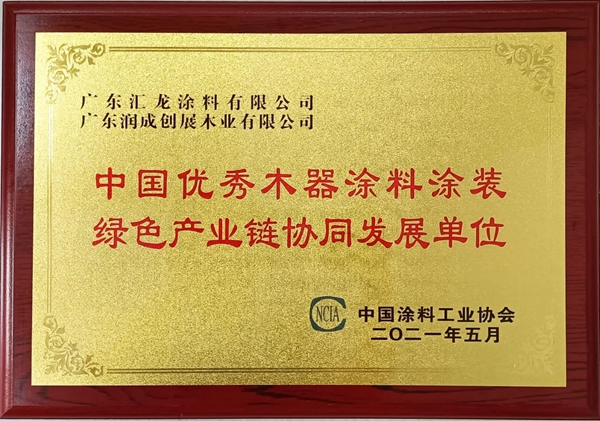 广东汇龙涂料有限公司
广东润成创展木业有限公司
中国优秀木器涂料涂装
绿色产业链协同发展单位
NCIA
中国涂料工业协会
二〇二一年五月